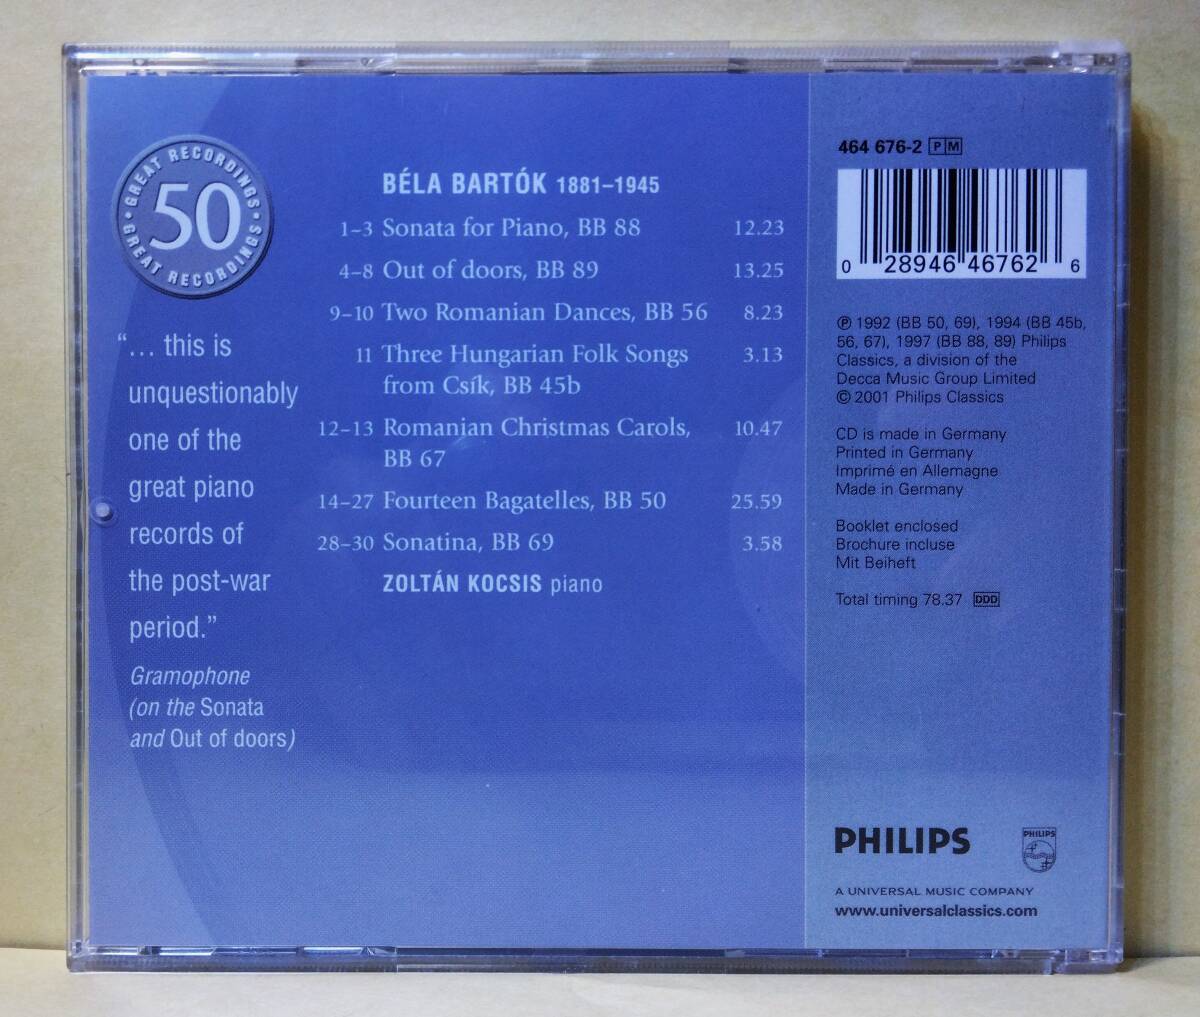 GREAT RECORDINGS
50
GREAT RECORDINGS
“... this is
unquestionably
one of the
great piano
records of
the post-war
period.”
Gramophone
(on the Sonata
and Out of doors)
BÉLA BARTÓK 1881–1945
1–3 Sonata for Piano, BB 88 12.23
4–8 Out of doors, BB 89 13.25
9–10 Two Romanian Dances, BB 56 8.23
11 Three Hungarian Folk Songs 3.13
from Csík, BB 45b
12–13 Romanian Christmas Carols, 10.47
BB 67
14–27 Fourteen Bagatelles, BB 50 25.59
28–30 Sonatina, BB 69 3.58
ZOLTÁN KOCSIS piano
464 676-2 PM
0 28946 46762 6
℗ 1992 (BB 50, 69), 1994 (BB 45b,
56, 67), 1997 (BB 88, 89) Philips
Classics, a division of the
Decca Music Group Limited
© 2001 Philips Classics
CD is made in Germany
Printed in Germany
Imprimé en Allemagne
Made in Germany
Booklet enclosed
Brochure incluse
Mit Beiheft
Total timing 78.37 DDD
PHILIPS
PHILIPS
A UNIVERSAL MUSIC COMPANY
www.universalclassics.com